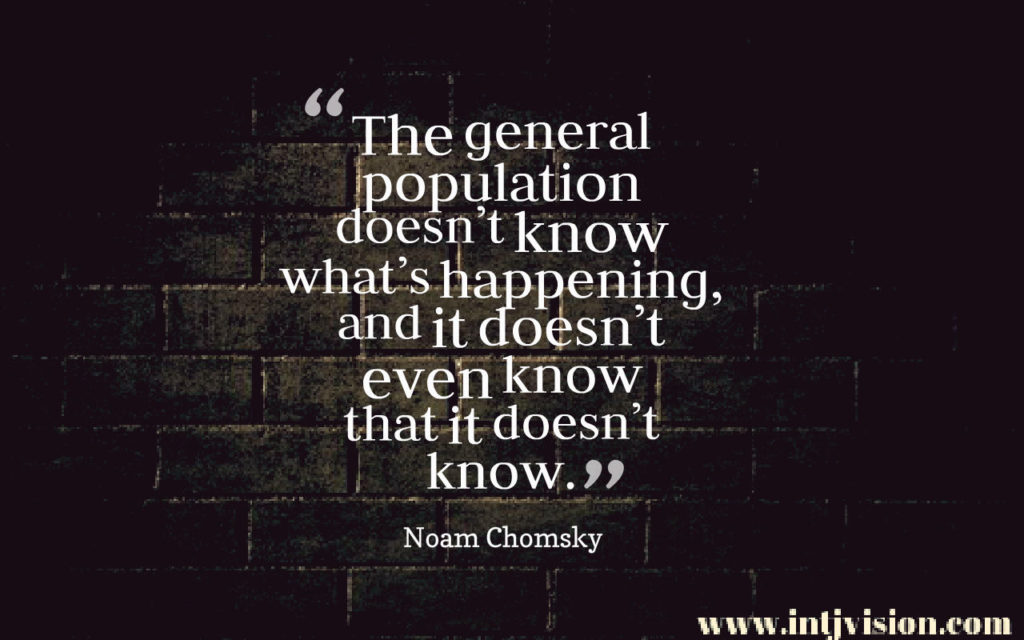 “The general
population
doesn’t know
what’s happening,
and it doesn’t
even know
that it doesn’t
know.”
Noam Chomsky
www.intjvision.com